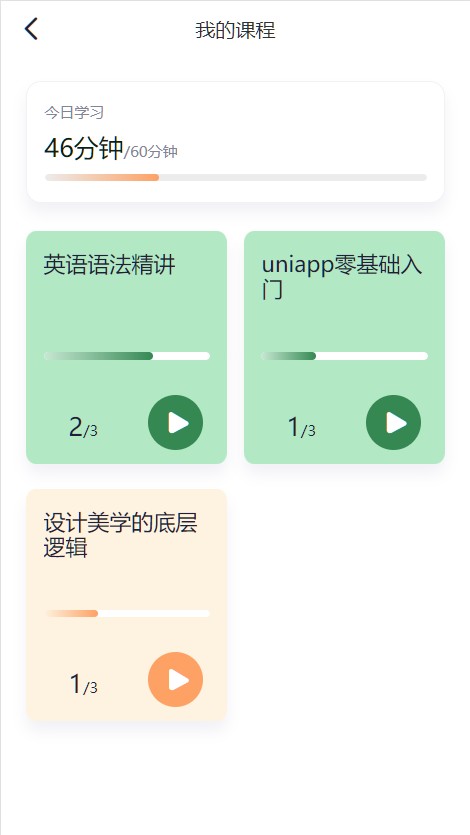 我的课程
今日学习
46分钟/60分钟
英语语法精讲
2/3
uniapp零基础入
门
1/3
设计美学的底层
逻辑
1/3